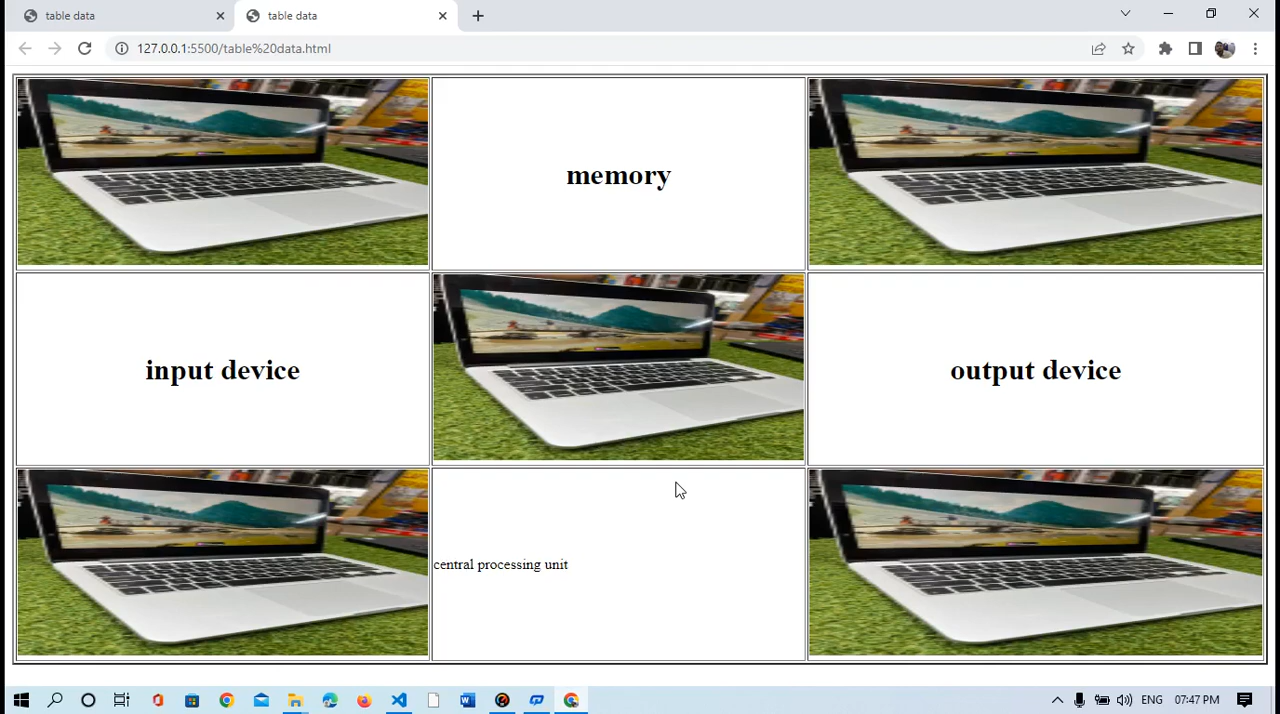 table data
table data
127.0.0.1:5500/table%20data.html
memory
input device
output device
central processing unit
ENG
07:47 PM